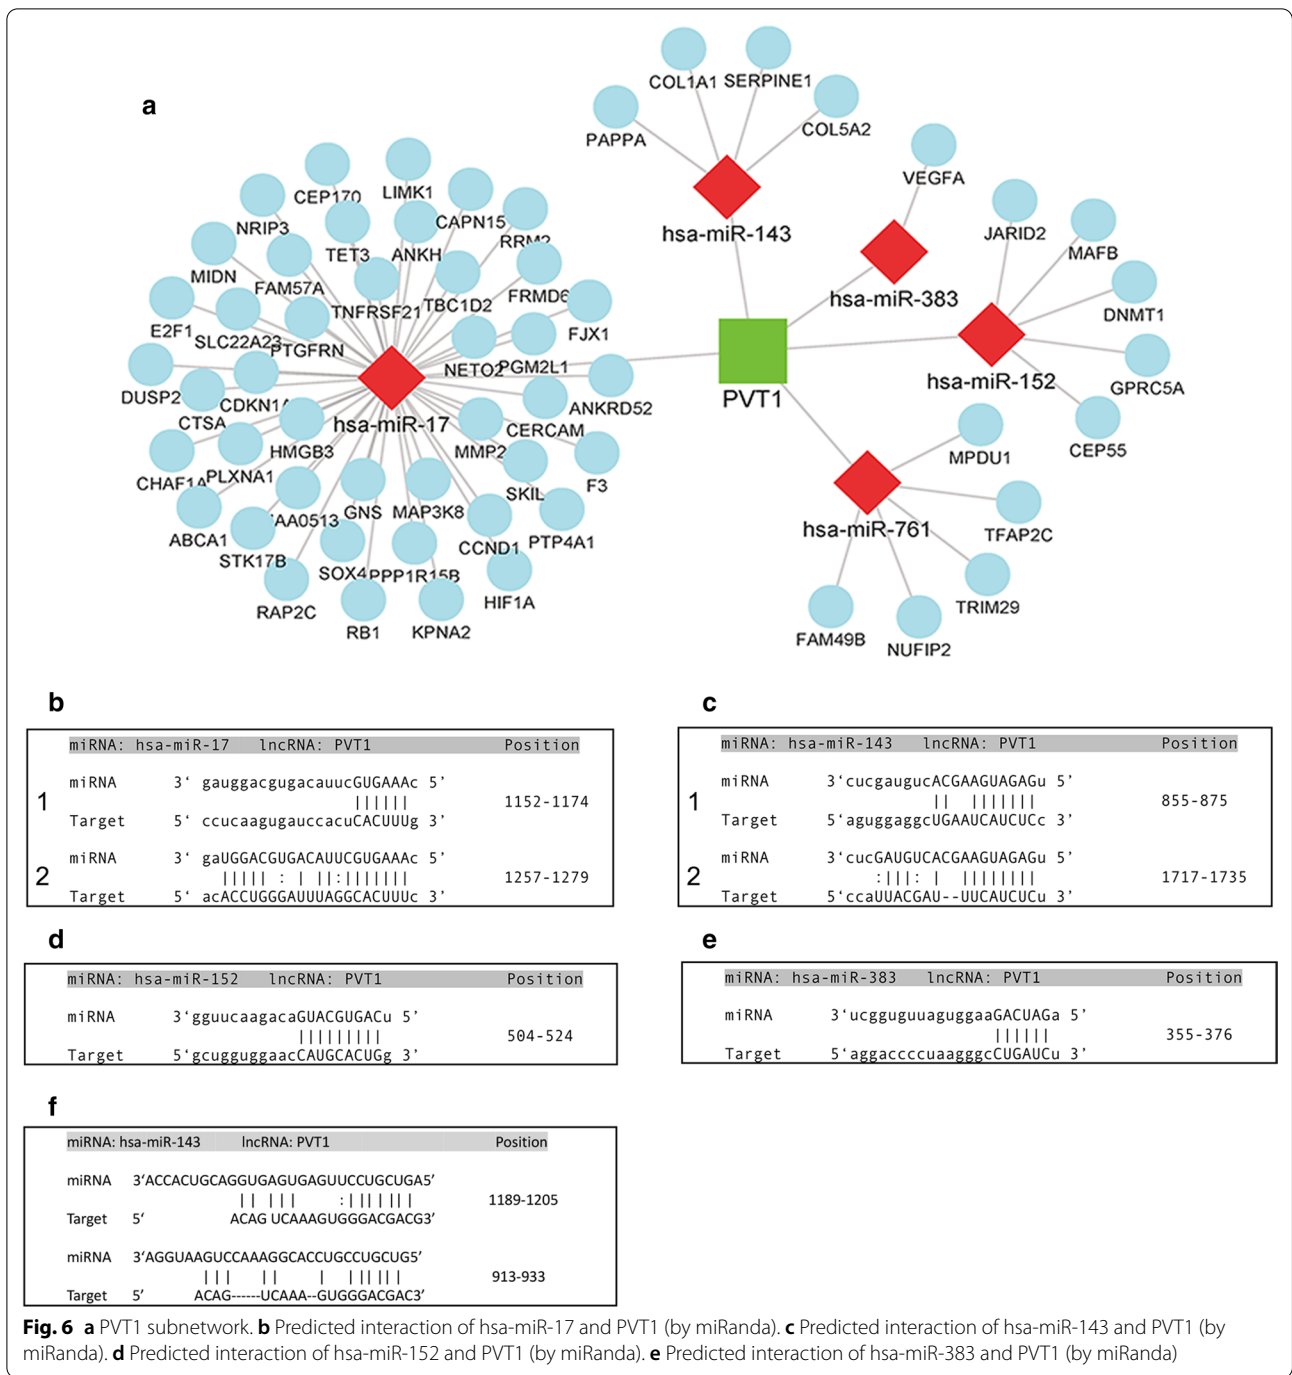 a
COL1A1 SERPINE1
PAPPA
COL5A2
hsa-miR-143
VEGFA
hsa-miR-383
JARID2
MAFB
DNMT1
GPRC5A
CEP55
hsa-miR-152
PVT1
MPDU1
TFAP2C
TRIM29
NUFIP2
FAM49B
hsa-miR-761
CEP170
LIMK1
NRIP3
CAPN15
TET3
ANKH
MIDN
FAM57A
TNFRSF21
TBC1D2
FRMD6
E2F1
SLC22A23
PTGFRN
FJX1
NETO2
PGM2L1
DUSP2
CTSA
ANKRD52
hsa-miR-17
CERCAM
HMGB3
MMP2
CHAF1A
PLXNA1
SKIL
F3
GNS
MAP3K8
ABCA1
STK17B
CCND1
PTP4A1
SOX4
PPP1R15B
RAP2C
HIF1A
RB1
KPNA2
b
miRNA: hsa-miR-17 lncRNA: PVT1 Position
1
miRNA 3‘ gauggacgugacauucGUGAAAc 5’
||||||
1152-1174
Target 5‘ ccucaagugauccacuCACUUUg 3’
2
miRNA 3‘ gaUGGACGUGACAUUCGUGAAAc 5’
||||| : | ||:|||||||
1257-1279
Target 5‘ acACCUGGGAUUUAGGCACUUUc 3’
c
miRNA: hsa-miR-143 lncRNA: PVT1 Position
1
miRNA 3‘cucgaugucACGAAGUAGAGu 5’
|| |||||||
855-875
Target 5‘aguggaggcUGAAUCAUCUCc 3’
2
miRNA 3‘cucGAUGUCACGAAGUAGAGu 5’
:|||: | ||||||||
1717-1735
Target 5‘ccaUUACGAU--UUCAUCUCu 3’
d
miRNA: hsa-miR-152 lncRNA: PVT1 Position
miRNA 3‘gguucaagacaGUACGUGACu 5’
|||||||||
504-524
Target 5‘gcugguggaacCAUGCACUGg 3’
e
miRNA: hsa-miR-383 lncRNA: PVT1 Position
miRNA 3‘ucgguguuaguggaaGACUAGa 5’
||||||
355-376
Target 5‘aggaccccuaagggcCUGAUCu 3’
f
miRNA: hsa-miR-143 lncRNA: PVT1 Position
miRNA 3‘ACCACUGCAGGUGAGUGAGUUCCUGCUGA5’
|| ||| :|||||||
1189-1205
Target 5‘ ACAG UCAAAGUGGGACGACG3’
miRNA 3‘AGGUAAGUCCAAAGGCACCUGCCUGCUG5’
||| || | ||||||
913-933
Target 5’ ACAG------UCAAA--GUGGGACGAC3’
Fig. 6 a PVT1 subnetwork. b Predicted interaction of hsa-miR-17 and PVT1 (by miRanda). c Predicted interaction of hsa-miR-143 and PVT1 (by
miRanda). d Predicted interaction of hsa-miR-152 and PVT1 (by miRanda). e Predicted interaction of hsa-miR-383 and PVT1 (by miRanda)